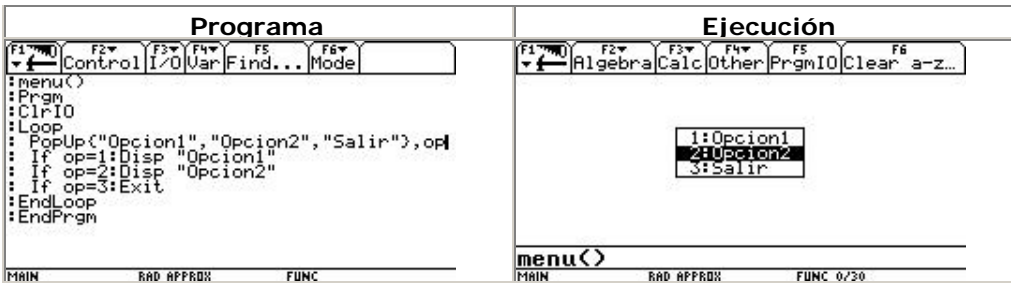 Programa
F1 F2 F3 F4 F5 F6
Control I/O Var Find... Mode
:menu()
:Prgm
:ClrIO
:Loop
: PopUp{"Opcion1","Opcion2","Salir"},op
: If op=1:Disp "Opcion1"
: If op=2:Disp "Opcion2"
: If op=3:Exit
:EndLoop
:EndPrgm
MAIN RAD APPROX FUNC
Ejecución
F1 F2 F3 F4 F5 F6
Algebra Calc Other PrgmIO Clear a-z...
1:Opcion1
2:Opcion2
3:Salir
menu()
MAIN RAD APPROX FUNC 0/30